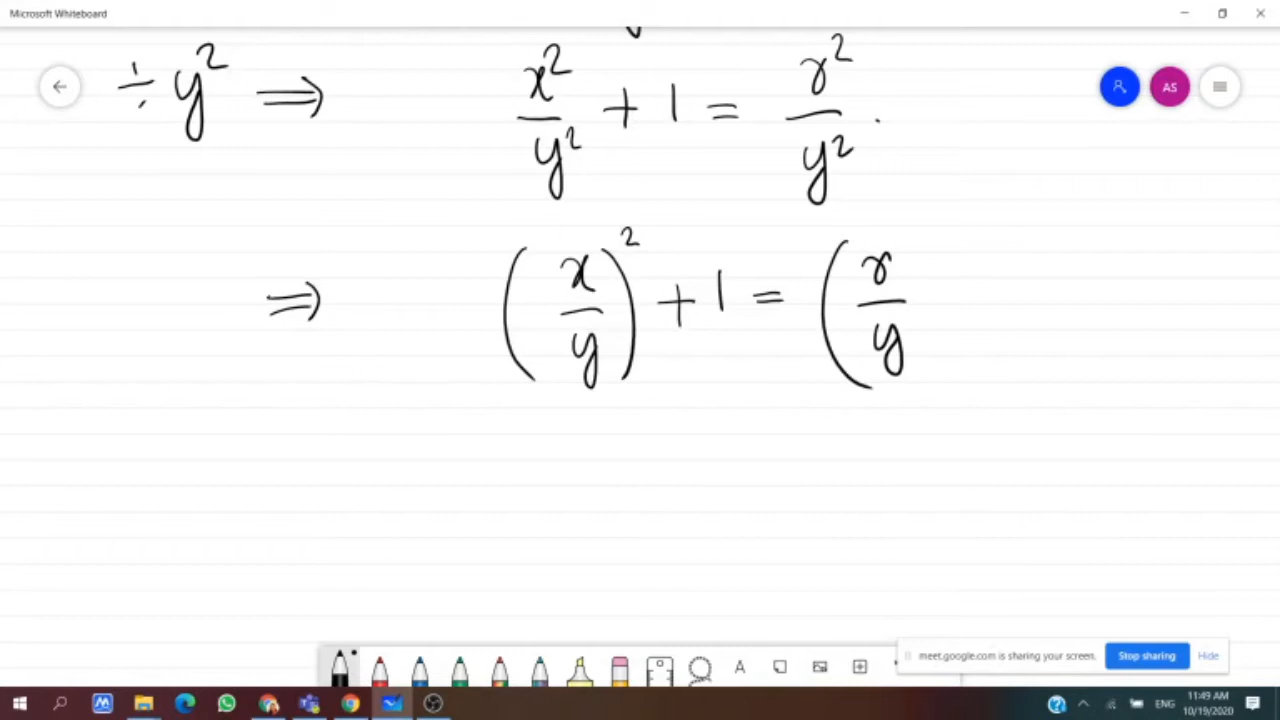 Microsoft Whiteboard
÷ y² ⇒ x²/y² + 1 = r²/y² .
AS
⇒ (x/y)² + 1 = (r/y
A
meet.google.com is sharing your screen. Stop sharing Hide
ENG
11:49 AM
10/19/2020